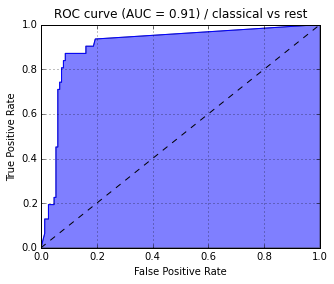 ROC curve (AUC = 0.91) / classical vs rest
1.0
0.8
0.6
0.4
0.2
0.0
True Positive Rate
0.0 0.2 0.4 0.6 0.8 1.0
False Positive Rate